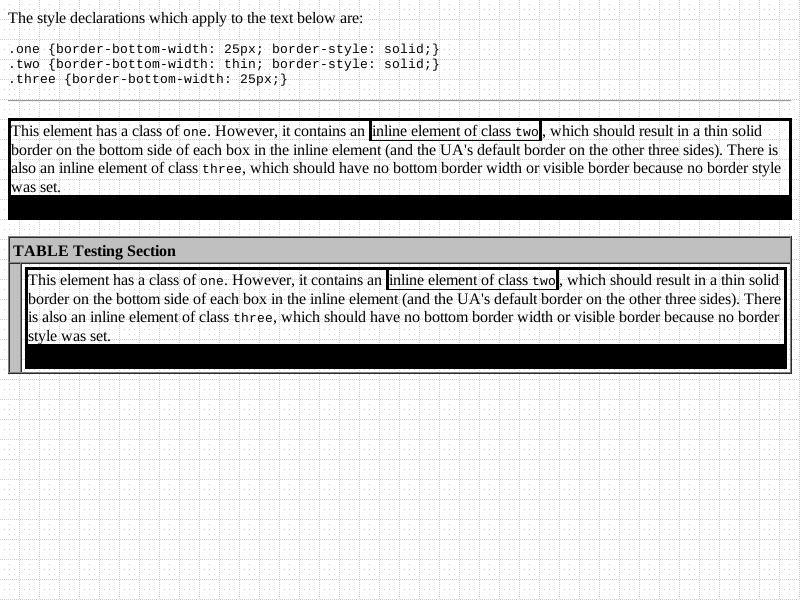 The style declarations which apply to the text below are:
.one {border-bottom-width: 25px; border-style: solid;}
.two {border-bottom-width: thin; border-style: solid;}
.three {border-bottom-width: 25px;}
This element has a class of one. However, it contains an inline element of class two, which should result in a thin solid
border on the bottom side of each box in the inline element (and the UA's default border on the other three sides). There is
also an inline element of class three, which should have no bottom border width or visible border because no border style
was set.
TABLE Testing Section
This element has a class of one. However, it contains an inline element of class two, which should result in a thin solid
border on the bottom side of each box in the inline element (and the UA's default border on the other three sides). There
is also an inline element of class three, which should have no bottom border width or visible border because no border
style was set.